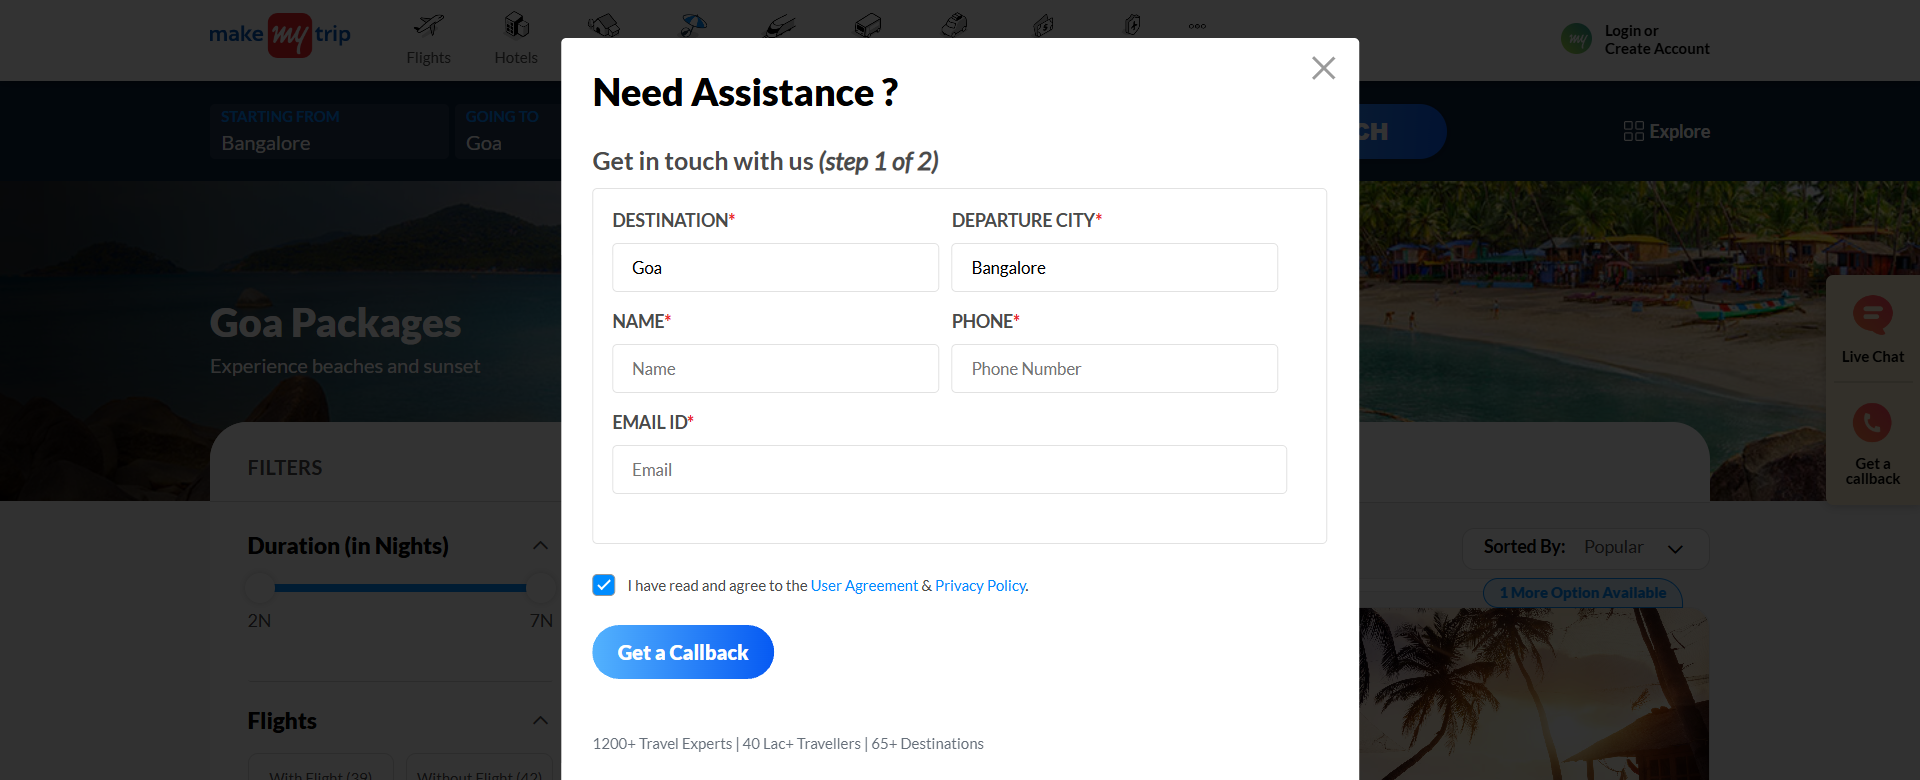 make my trip
Flights
Hotels
my
Login or
Create Account
STARTING FROM
Bangalore
GOING TO
Goa
CH
Explore
Goa Packages
Experience beaches and sunset
Need Assistance ?
Get in touch with us (step 1 of 2)
DESTINATION*
DEPARTURE CITY*
Goa
Bangalore
NAME*
PHONE*
Name
Phone Number
EMAIL ID*
Email
I have read and agree to the User Agreement & Privacy Policy.
Get a Callback
1200+ Travel Experts | 40 Lac+ Travellers | 65+ Destinations
Live Chat
Get a
callback
FILTERS
Duration (in Nights)
2N
7N
Flights
With Flight (39)
Without Flight (42)
Sorted By: Popular
1 More Option Available